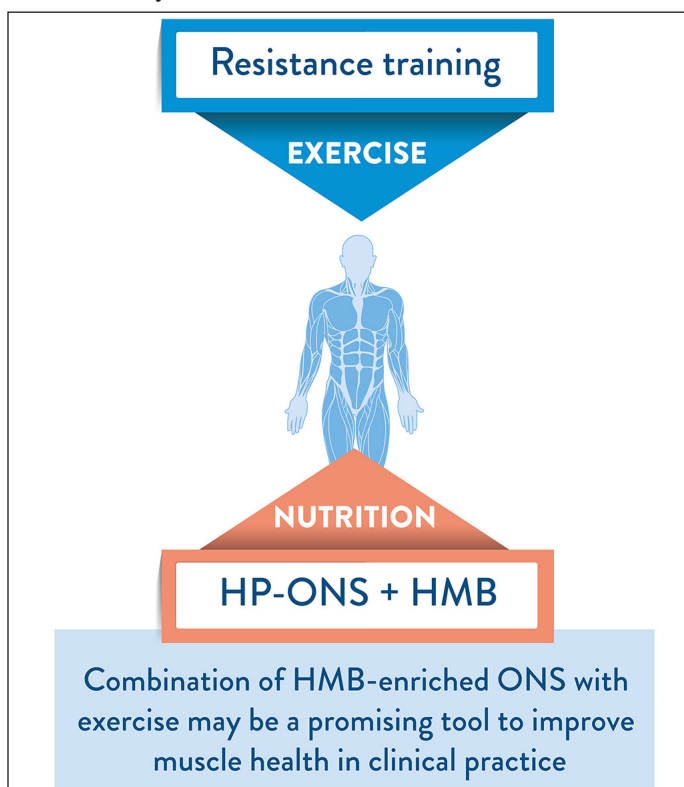 Resistance training
EXERCISE
NUTRITION
HP-ONS + HMB
Combination of HMB-enriched ONS with
exercise may be a promising tool to improve
muscle health in clinical practice